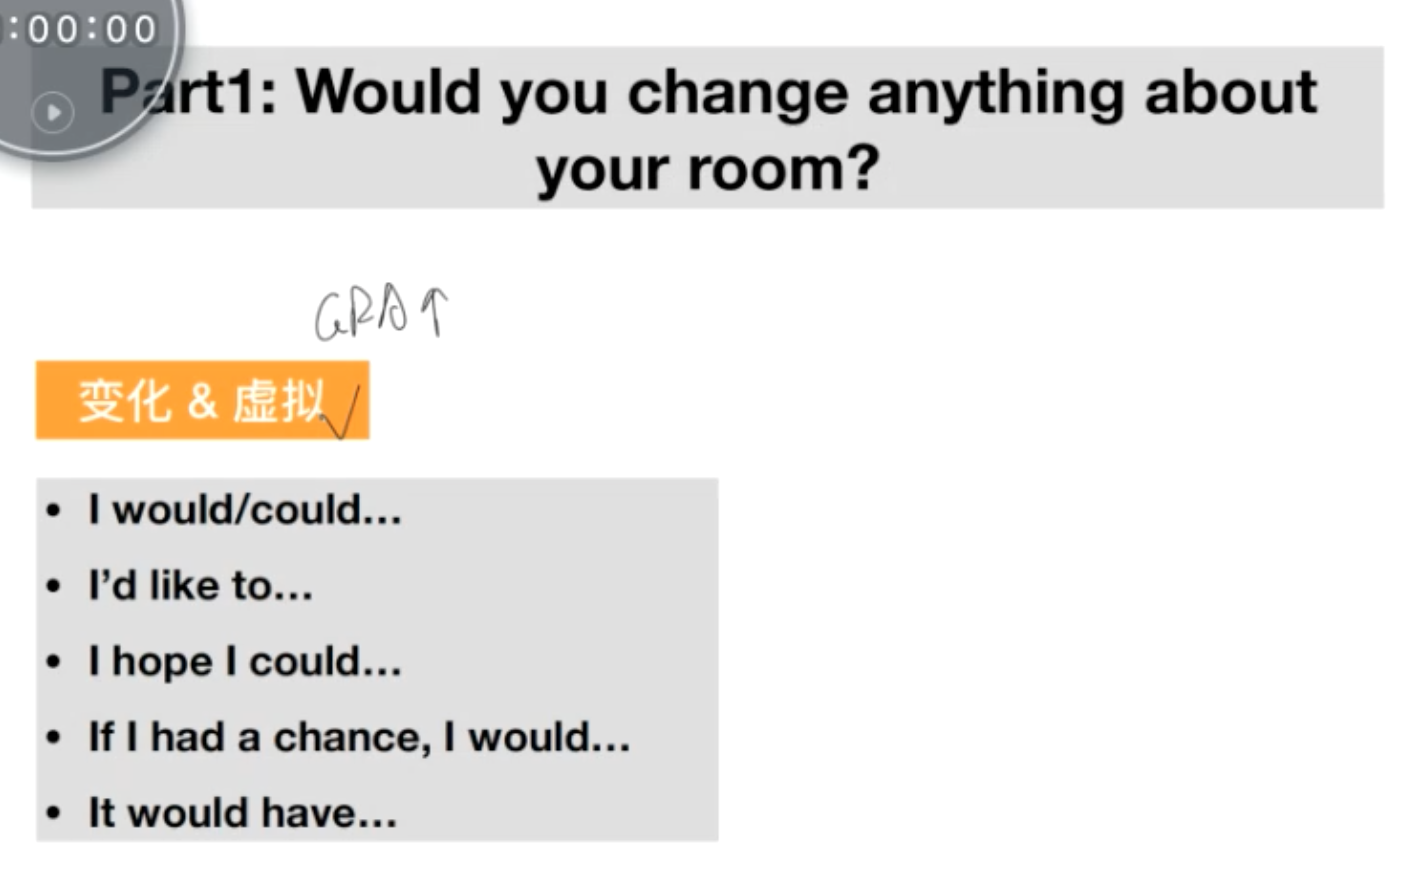 :00:00
Part1: Would you change anything about
your room?
GRA↑
变化 & 虚拟
• I would/could...
• I’d like to...
• I hope I could...
• If I had a chance, I would...
• It would have...